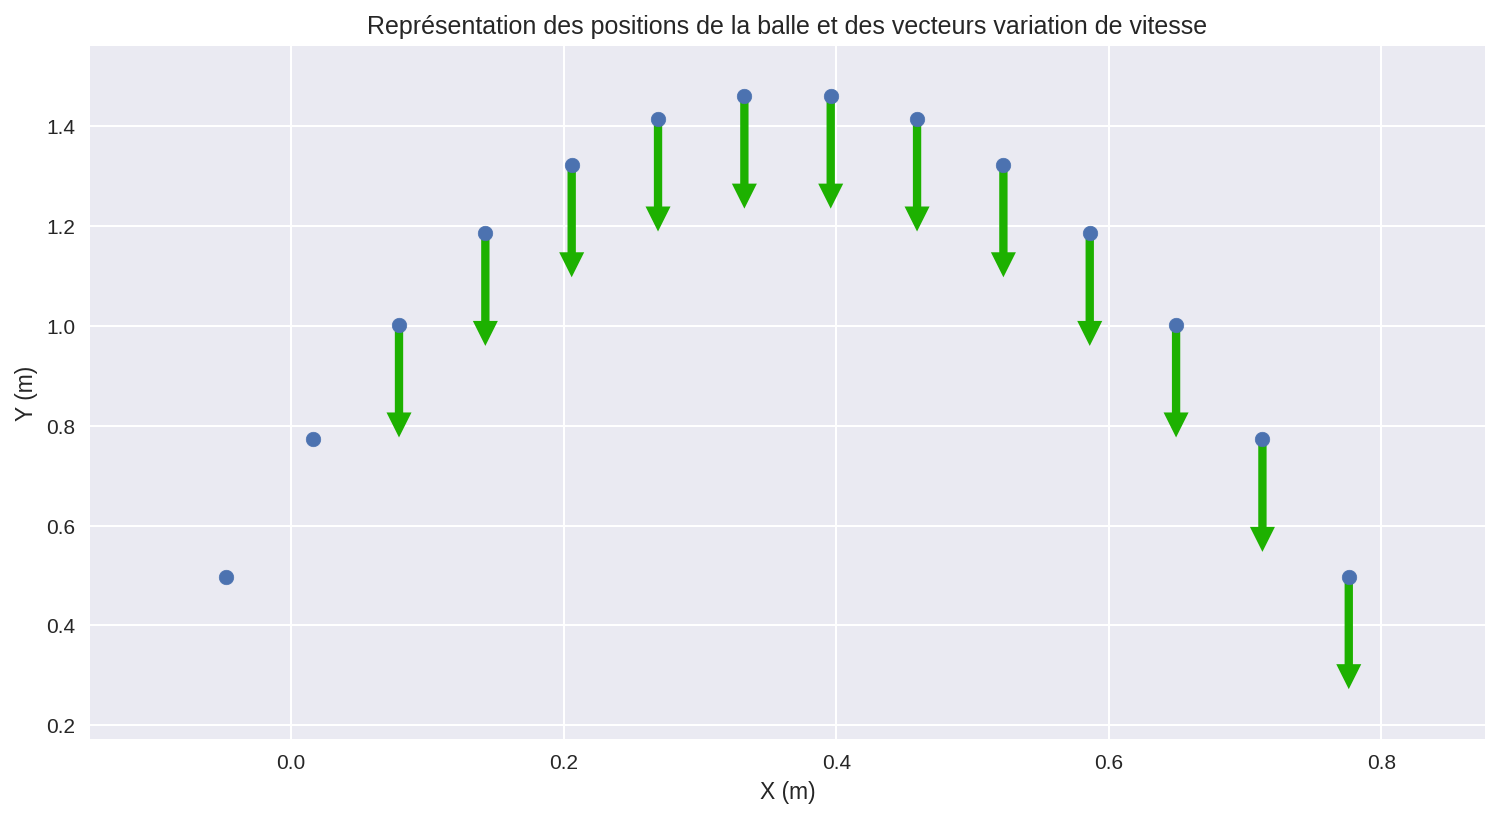 Représentation des positions de la balle et des vecteurs variation de vitesse
1.4
1.2
1.0
0.8
0.6
0.4
0.2
Y (m)
0.0 0.2 0.4 0.6 0.8
X (m)